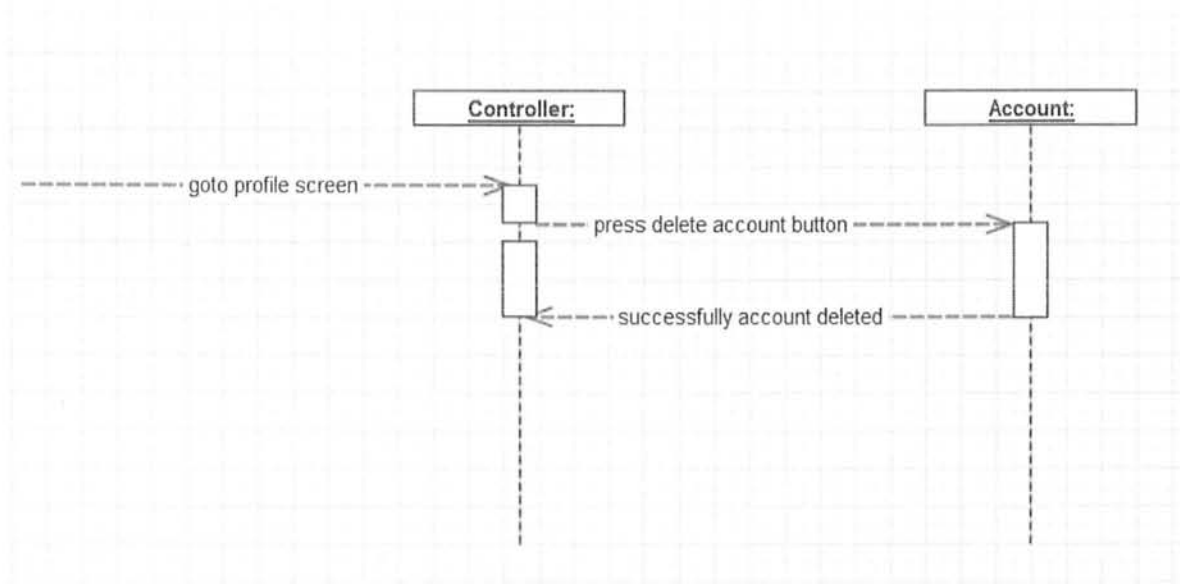 Controller:
Account:
goto profile screen
press delete account button
successfully account deleted